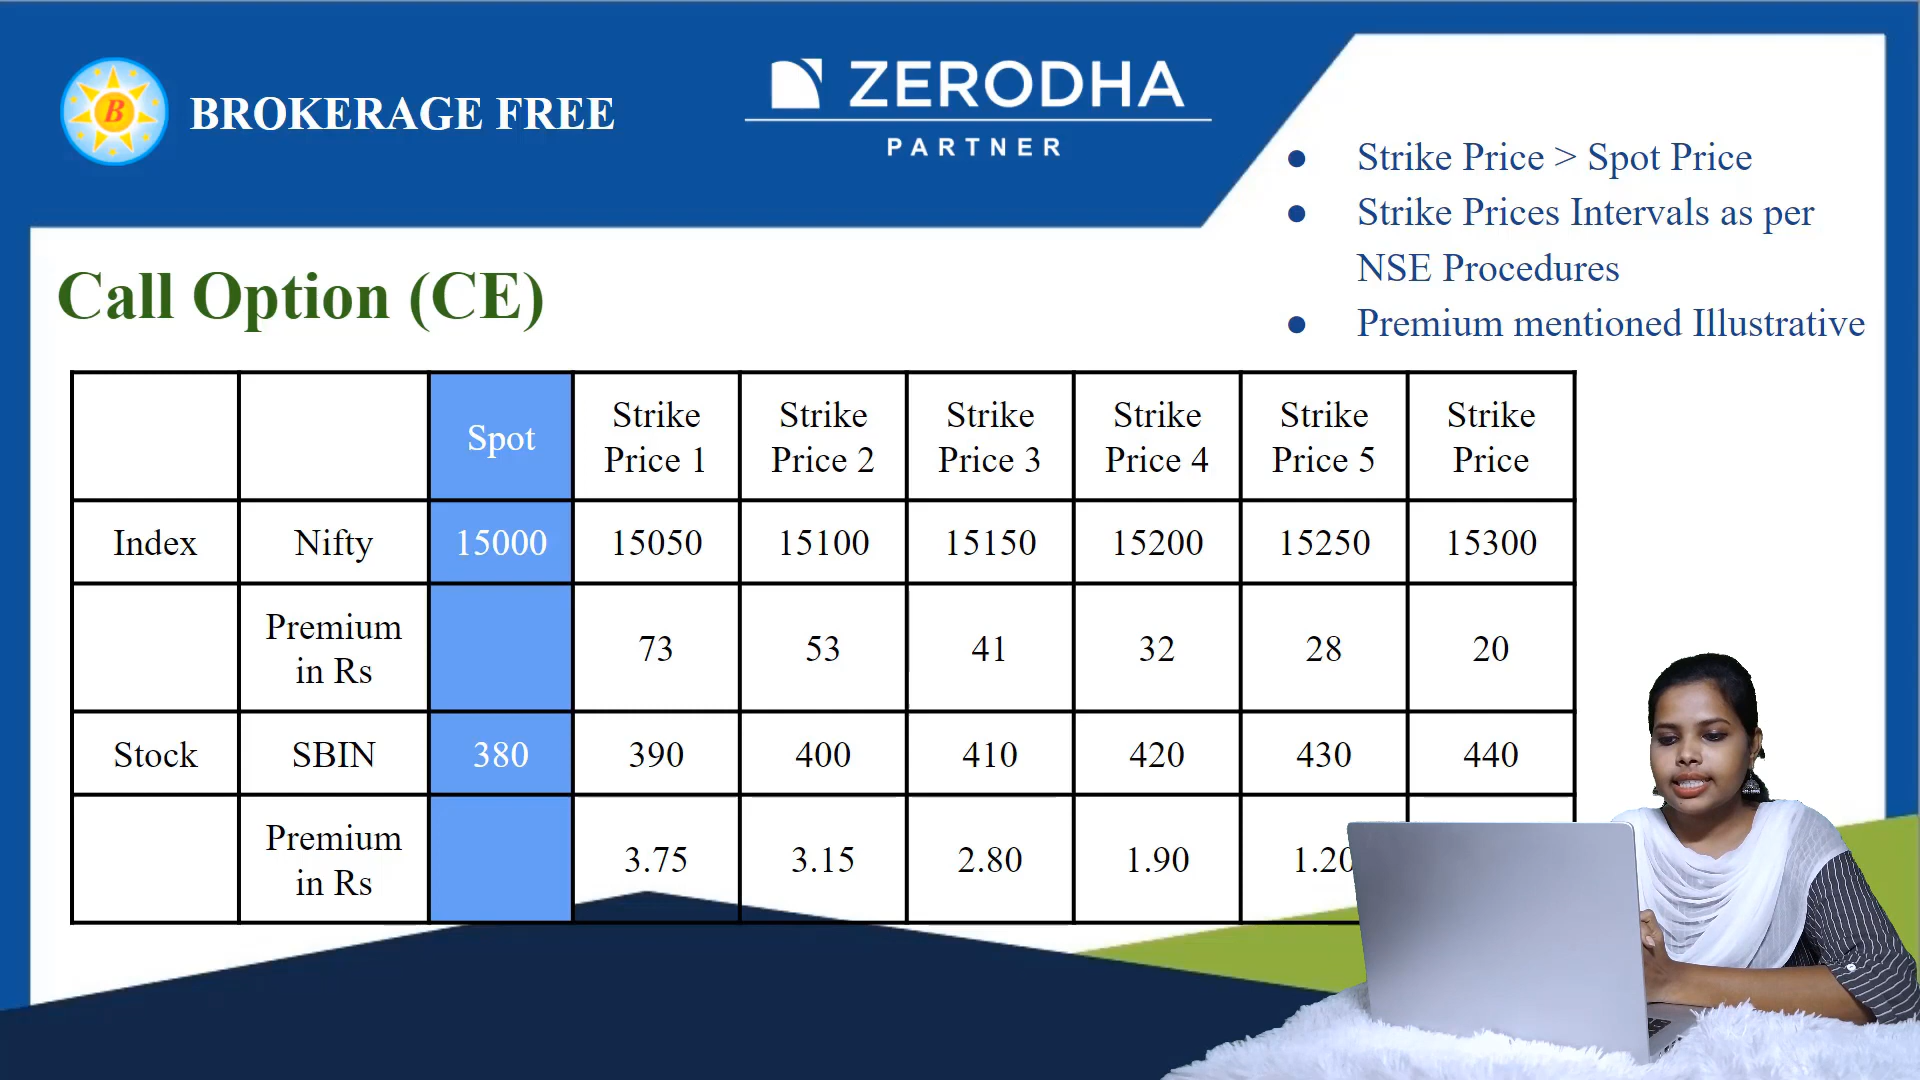 B
BROKERAGE FREE
ZERODHA
PARTNER
● Strike Price > Spot Price
● Strike Prices Intervals as per
NSE Procedures
● Premium mentioned Illustrative
Call Option (CE)
Spot Strike Price 1 Strike Price 2 Strike Price 3 Strike Price 4 Strike Price 5 Strike Price
Index Nifty 15000 15050 15100 15150 15200 15250 15300
Premium in Rs 73 53 41 32 28 20
Stock SBIN 380 390 400 410 420 430 440
Premium in Rs 3.75 3.15 2.80 1.90 1.20